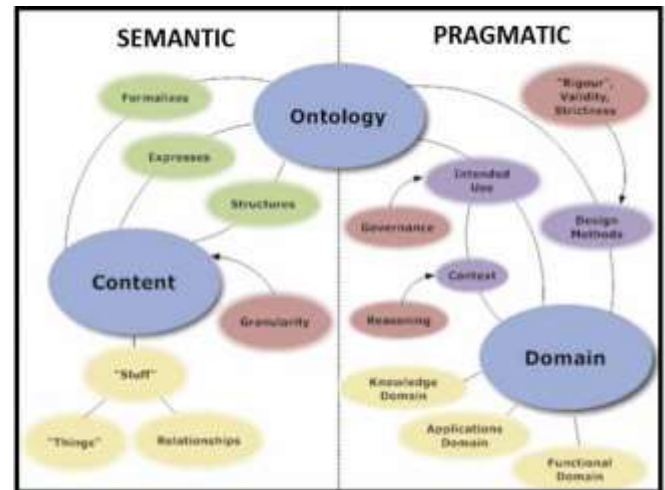 SEMANTIC
PRAGMATIC
Ontology
Formalizes
Expresses
Structures
Content
Granularity
"Stuff"
"Things"
Relationships
"Rigour",
Validity,
Strictness
Intended
Use
Governance
Design
Methods
Context
Reasoning
Domain
Knowledge
Domain
Applications
Domain
Functional
Domain